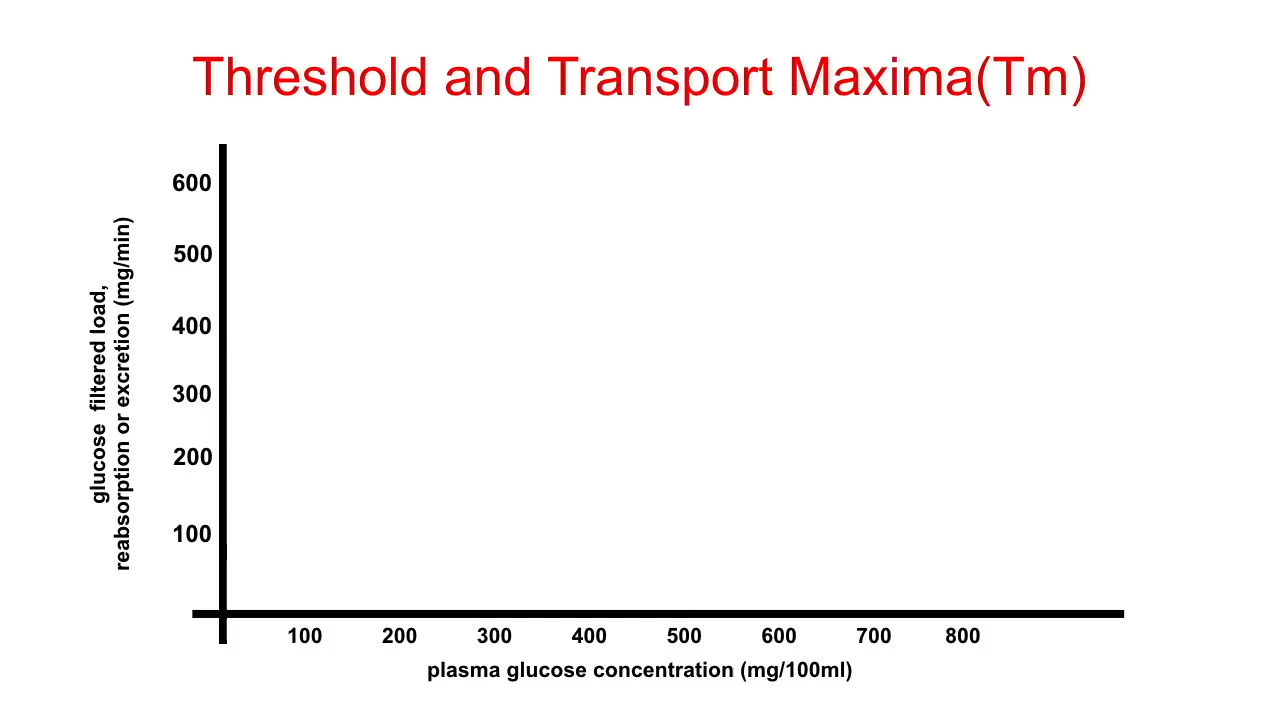 Threshold and Transport Maxima(Tm)
600
500
400
300
200
100
glucose filtered load,
reabsorption or excretion (mg/min)
100 200 300 400 500 600 700 800
plasma glucose concentration (mg/100ml)